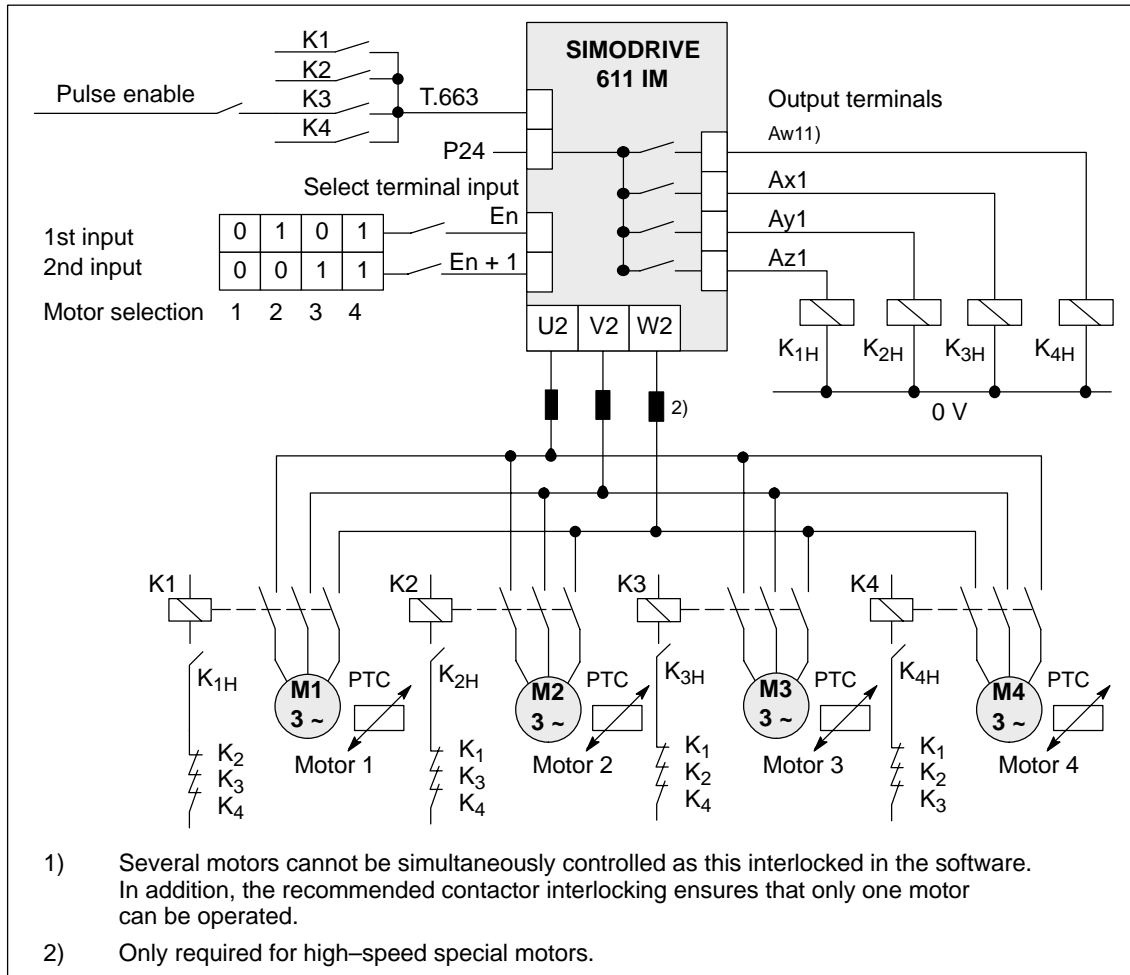 K1
K2
Pulse enable
K3
K4
T.663
SIMODRIVE
611 IM
P24
Output terminals
Aw11)
Ax1
Ay1
Az1
Select terminal input
En
En + 1
1st input 0 1 0 1
2nd input 0 0 1 1
Motor selection 1 2 3 4
U2 V2 W2
2)
K1H K2H K3H K4H
0 V
K1 K2 K3 K4
K1H K2H K3H K4H
M1
3 ~
PTC
M2
3 ~
PTC
M3
3 ~
PTC
M4
3 ~
PTC
Motor 1 Motor 2 Motor 3 Motor 4
K2
K3
K4
K1
K3
K4
K1
K2
K4
K1
K2
K3
1) Several motors cannot be simultaneously controlled as this interlocked in the software.
In addition, the recommended contactor interlocking ensures that only one motor
can be operated.
2) Only required for high–speed special motors.